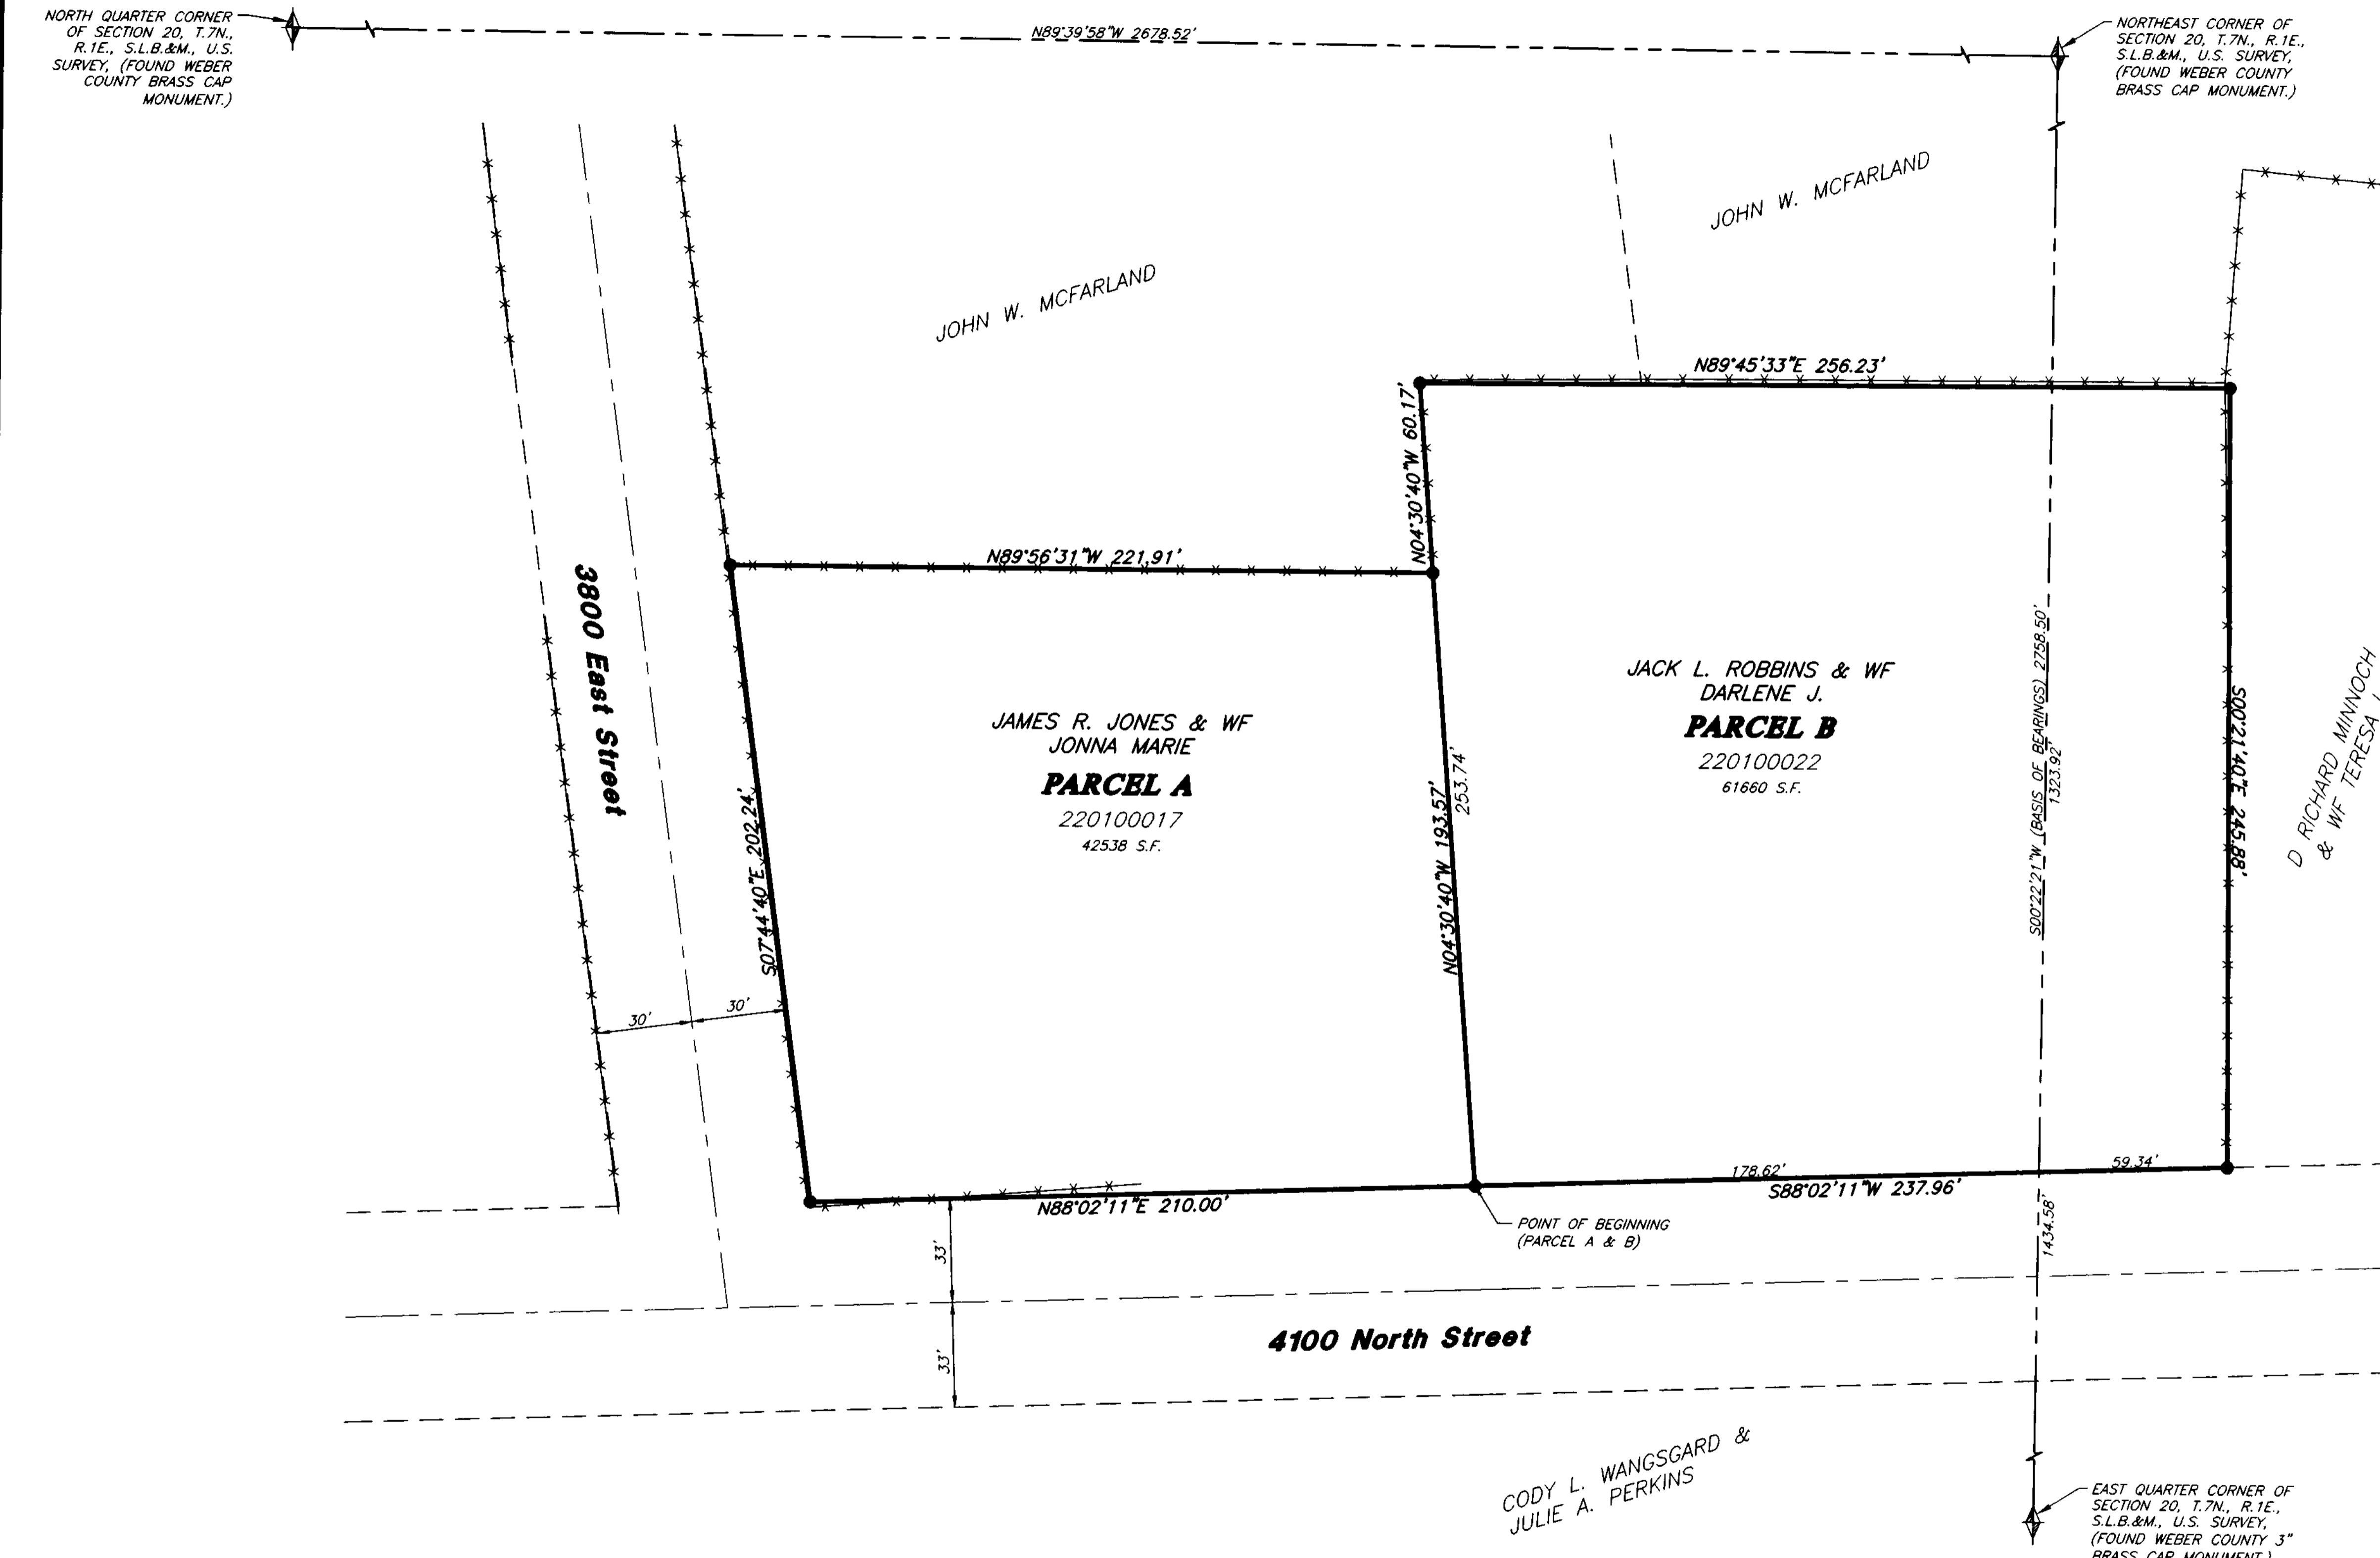 NORTH QUARTER CORNER
OF SECTION 20, T.7N.,
R.1E., S.L.B.&M., U.S.
SURVEY, (FOUND WEBER
COUNTY BRASS CAP
MONUMENT.)
N89°39'58"W 2678.52'
NORTHEAST CORNER OF
SECTION 20, T.7N., R.1E.,
S.L.B.&M., U.S. SURVEY,
(FOUND WEBER COUNTY
BRASS CAP MONUMENT.)
JOHN W. MCFARLAND
JOHN W. MCFARLAND
N89°45'33"E 256.23'
N04°30'40"W 60.17'
N89°56'31"W 221.91'
3800 East Street
JAMES R. JONES & WF
JONNA MARIE
PARCEL A
220100017
42538 S.F.
JACK L. ROBBINS & WF
DARLENE J.
PARCEL B
220100022
61660 S.F.
S07°44'40"E 202.24'
N04°30'40"W 193.57'
253.74'
S00°22'21"W (BASIS OF BEARINGS) 2758.50'
1323.92'
S00°21'40"E 245.88'
D RICHARD MINNOCH
& WF TERESA
30'
30'
178.62'
59.34'
N88°02'11"E 210.00'
S88°02'11"W 237.96'
POINT OF BEGINNING
(PARCEL A & B)
1434.58'
33'
33'
4100 North Street
CODY L. WANGSGARD &
JULIE A. PERKINS
EAST QUARTER CORNER OF
SECTION 20, T.7N., R.1E.,
S.L.B.&M., U.S. SURVEY,
(FOUND WEBER COUNTY 3"
BRASS CAP MONUMENT.)